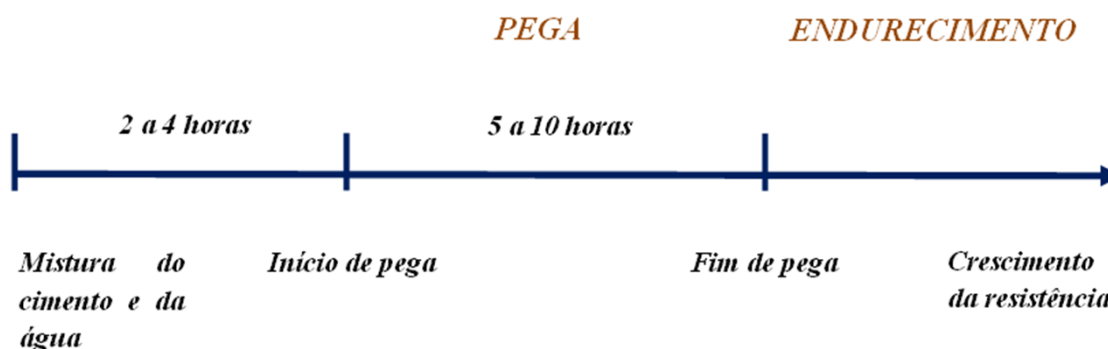 PEGA ENDURECIMENTO
2 a 4 horas 5 a 10 horas
Mistura do Início de pega Fim de pega Crescimento
cimento e da da resistência
água